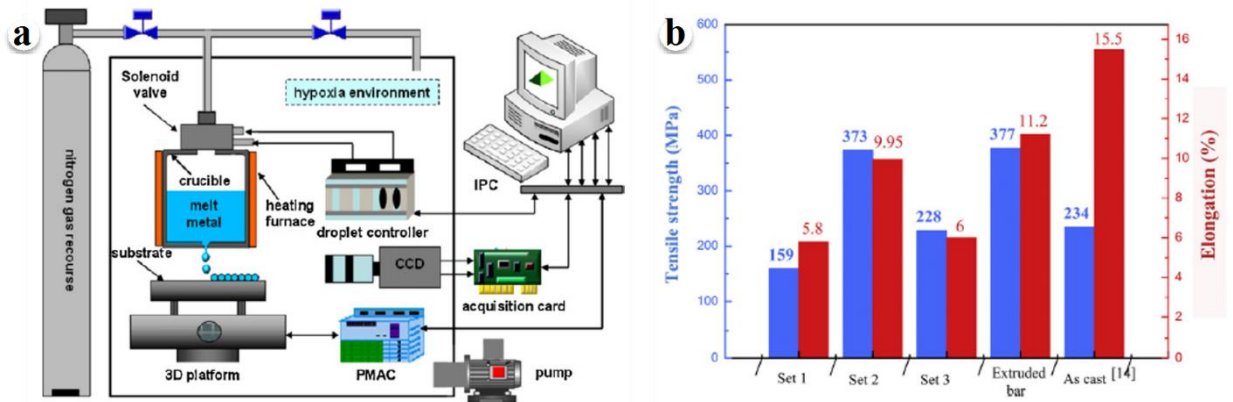 a
Solenoid
valve
hypoxia environment
nitrogen gas recourse
crucible
melt
metal
heating
furnace
droplet controller
IPC
substrate
CCD
acquisition card
3D platform
PMAC
pump
b
Tensile strength (MPa)
600
500
400
300
200
100
0
159
5.8
373
9.95
228
6
377
11.2
234
15.5
Set 1
Set 2
Set 3
Extruded
bar
As cast [14]
16
14
12
10
8
6
4
2
0
Elongation (%)